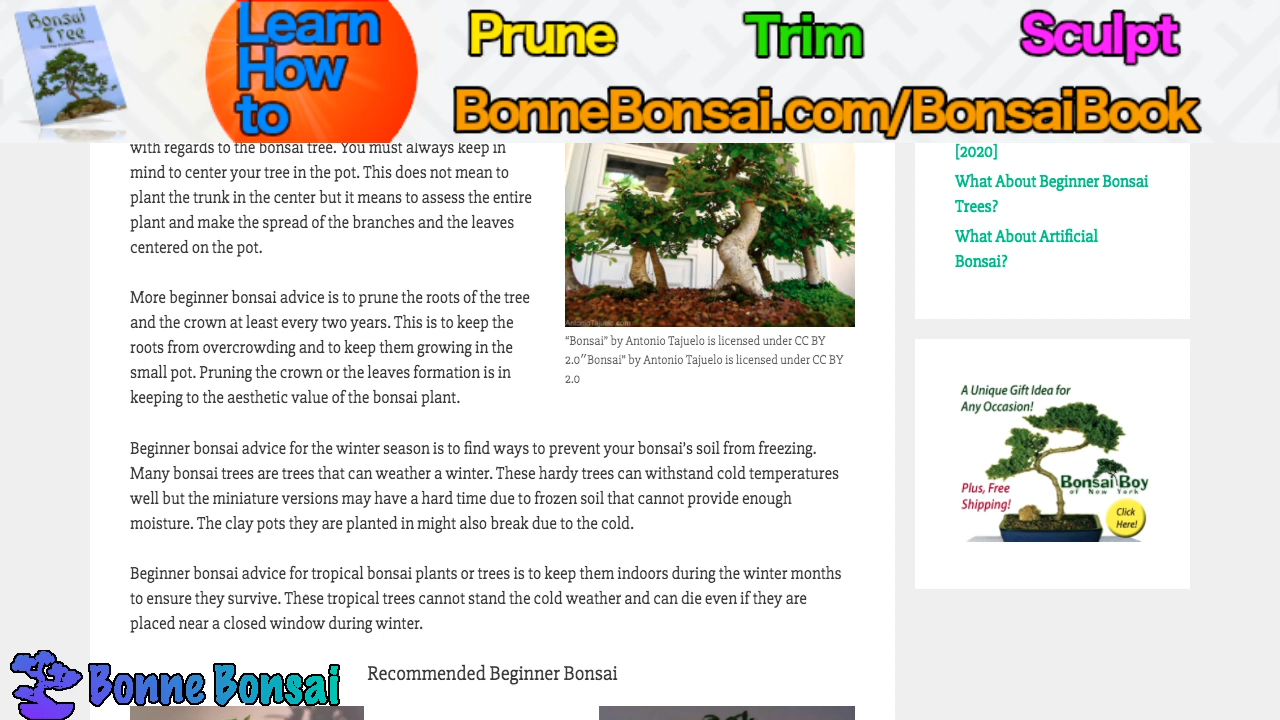 Bonsai
Tree
Learn
How
to
Prune
Trim
Sculpt
BonneBonsai.com/BonsaiBook
with regards to the bonsai tree. You must always keep in
mind to center your tree in the pot. This does not mean to
plant the trunk in the center but it means to assess the entire
plant and make the spread of the branches and the leaves
centered on the pot.
More beginner bonsai advice is to prune the roots of the tree
and the crown at least every two years. This is to keep the
roots from overcrowding and to keep them growing in the
small pot. Pruning the crown or the leaves formation is in
keeping to the aesthetic value of the bonsai plant.
AntonioTajuelo.com
"Bonsai" by Antonio Tajuelo is licensed under CC BY
2.0″Bonsai" by Antonio Tajuelo is licensed under CC BY
2.0
Beginner bonsai advice for the winter season is to find ways to prevent your bonsai's soil from freezing.
Many bonsai trees are trees that can weather a winter. These hardy trees can withstand cold temperatures
well but the miniature versions may have a hard time due to frozen soil that cannot provide enough
moisture. The clay pots they are planted in might also break due to the cold.
Beginner bonsai advice for tropical bonsai plants or trees is to keep them indoors during the winter months
to ensure they survive. These tropical trees cannot stand the cold weather and can die even if they are
placed near a closed window during winter.
Recommended Beginner Bonsai
[2020]
What About Beginner Bonsai
Trees?
What About Artificial
Bonsai?
A Unique Gift Idea for
Any Occasion!
Bonsai Boy
of New York
Plus, Free
Shipping!
Click
Here!
Bonne Bonsai